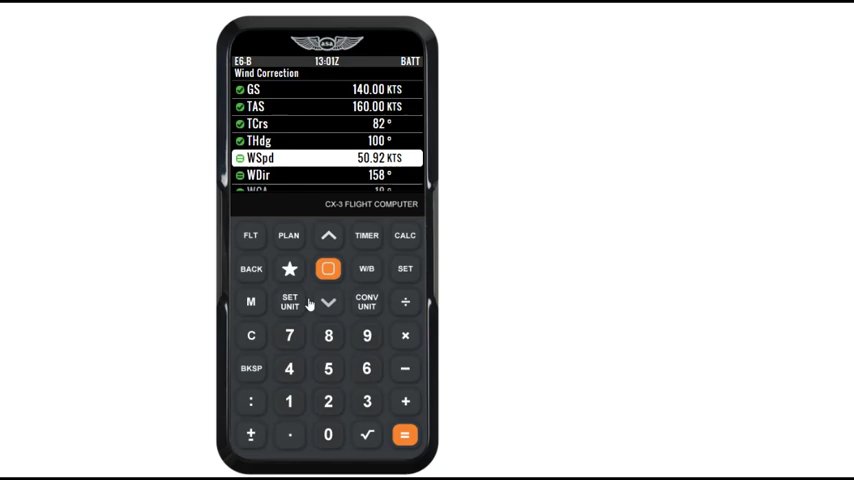 asa
E6-B 13:01Z BATT
Wind Correction
GS 140.00 KTS
TAS 160.00 KTS
TCrs 82 °
THdg 100 °
WSpd 50.92 KTS
WDir 158 °
CX-3 FLIGHT COMPUTER
FLT PLAN TIMER CALC
BACK W/B SET
M SET UNIT CONV UNIT ÷
C 7 8 9 ×
BKSP 4 5 6 −
: 1 2 3 +
± . 0 √ =